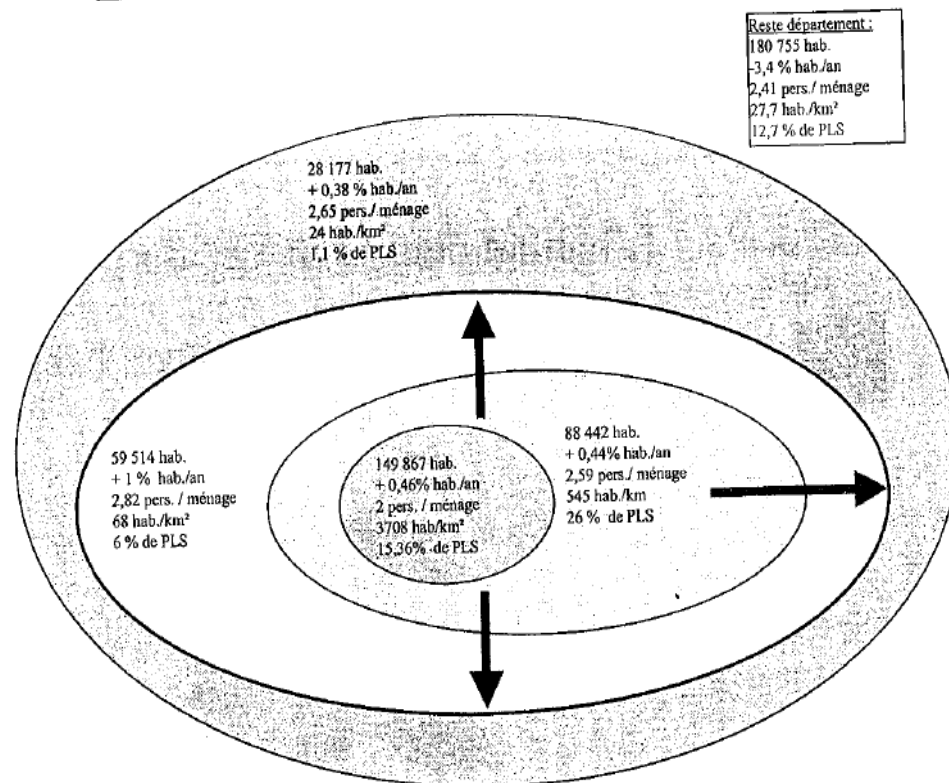 Reste département :
180 755 hab.
-3,4 % hab./an
2,41 pers./ ménage
27,7 hab./km²
12,7 % de PLS
28 177 hab.
+ 0,38 % hab./an
2,65 pers./ ménage
24 hab./km²
1,1 % de PLS
59 514 hab.
+ 1 % hab./an
2,82 pers. / ménage
68 hab./km²
6 % de PLS
149 867 hab.
+ 0,46% hab./an
2 pers. / ménage
3708 hab/km²
15,36% -de PLS
88 442 hab.
+ 0,44% hab./an
2,59 pers./ ménage
545 hab./km
26 % de PLS